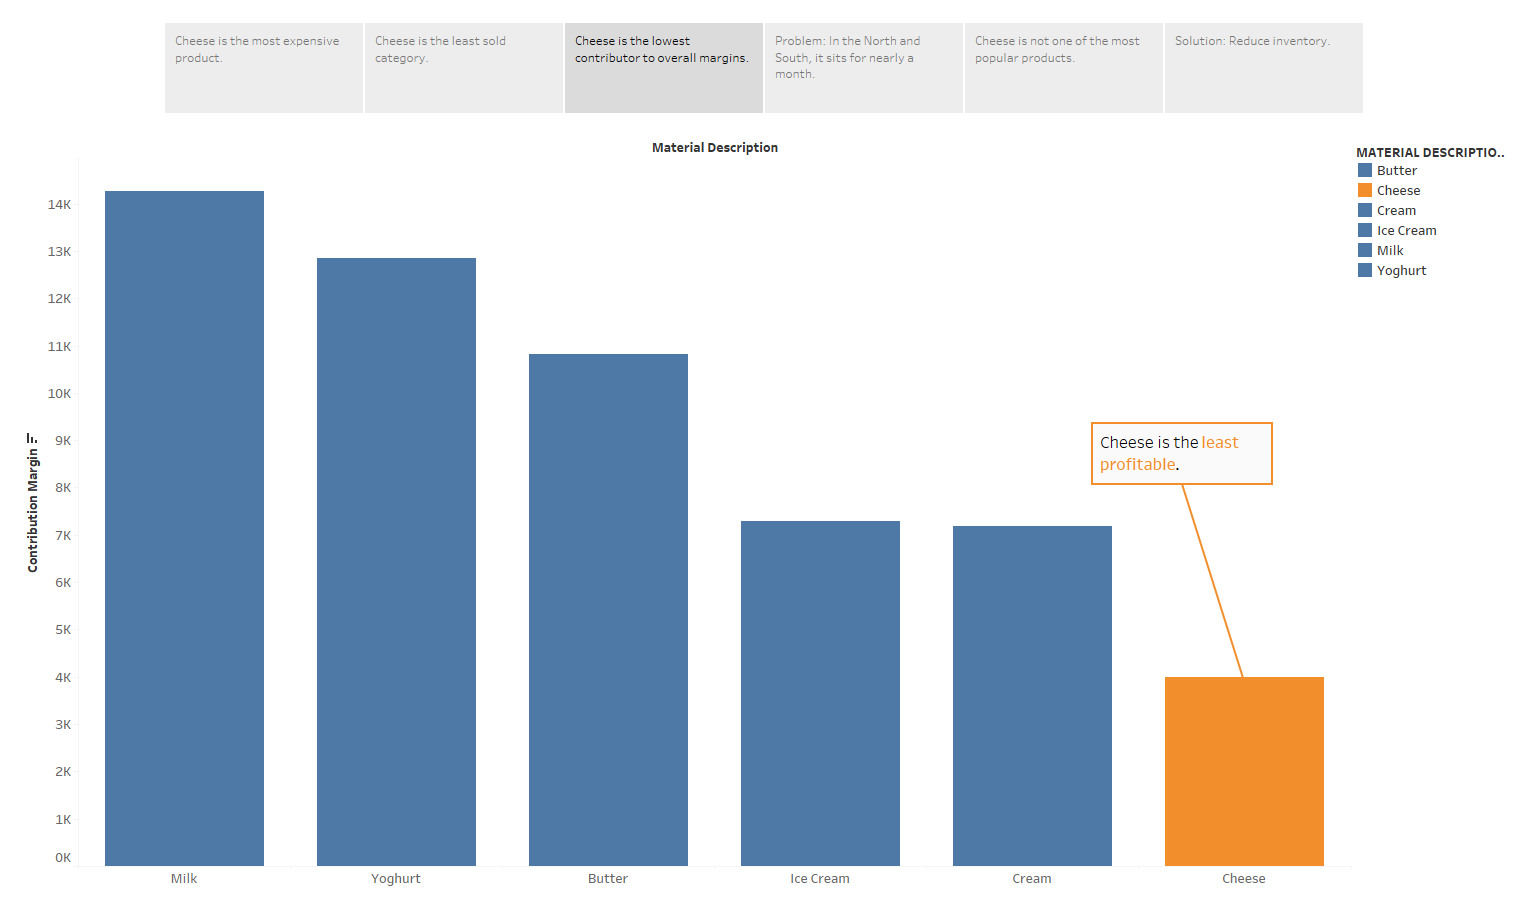 Cheese is the most expensive
product.
Cheese is the least sold
category.
Cheese is the lowest
contributor to overall margins.
Problem: In the North and
South, it sits for nearly a
month.
Cheese is not one of the most
popular products.
Solution: Reduce inventory.
Material Description
MATERIAL DESCRIPTIO..
Butter
Cheese
Cream
Ice Cream
Milk
Yoghurt
Contribution Margin
14K
13K
12K
11K
10K
9K
8K
7K
6K
5K
4K
3K
2K
1K
0K
Cheese is the least
profitable.
Milk
Yoghurt
Butter
Ice Cream
Cream
Cheese